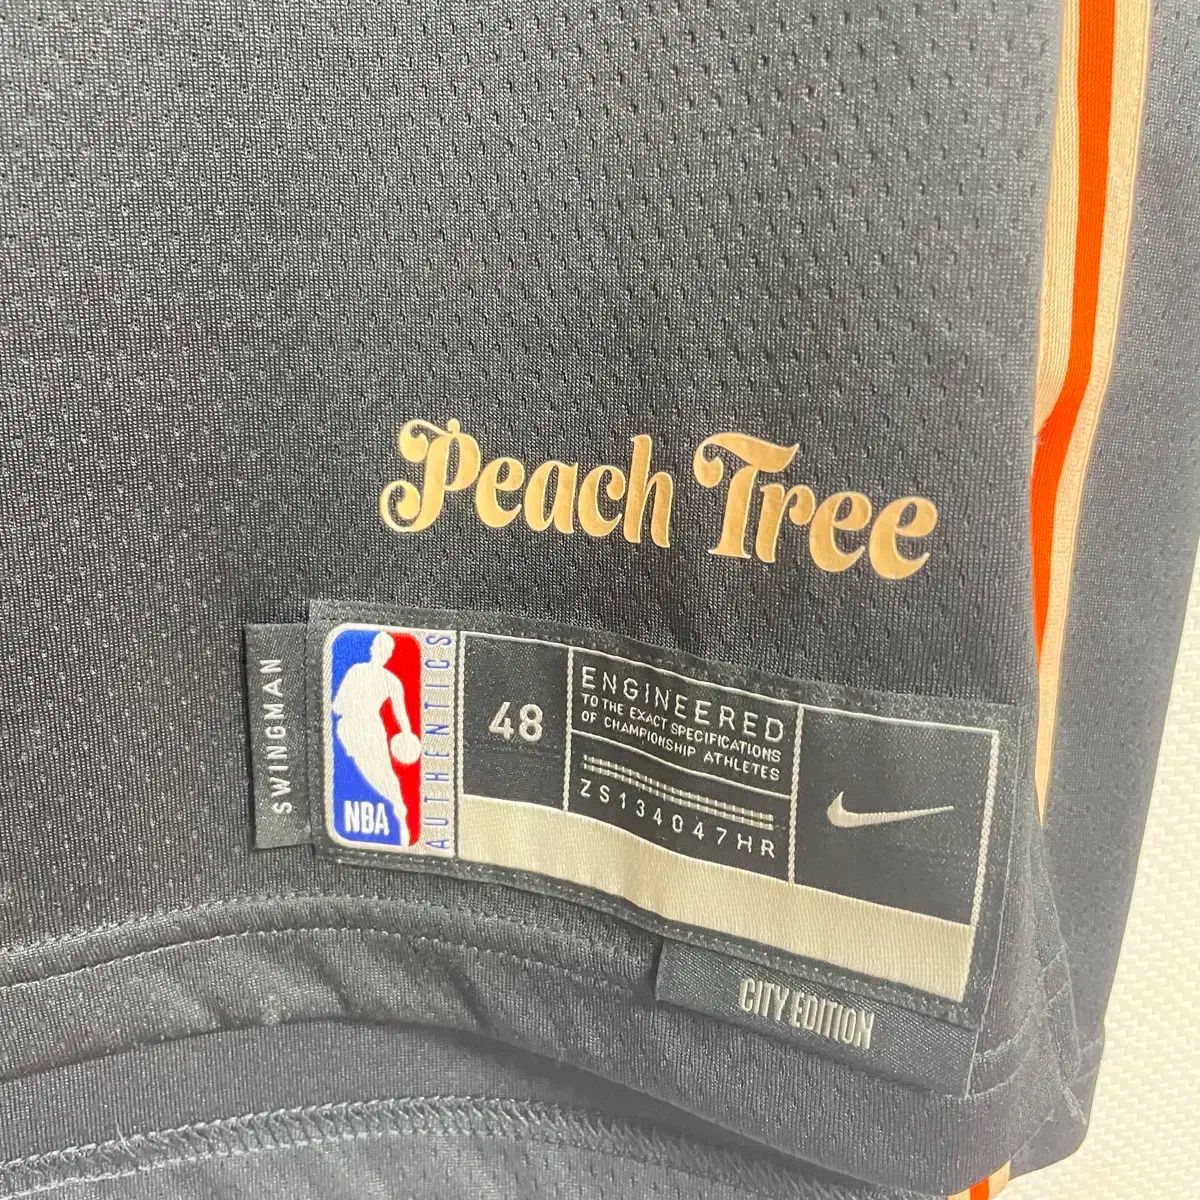 Peach Tree
SWINGMAN
NBA
AUTHENTICS
48
ENGINEERED
TO THE EXACT SPECIFICATIONS
OF CHAMPIONSHIP ATHLETES
ZS134047HR
CITY EDITION